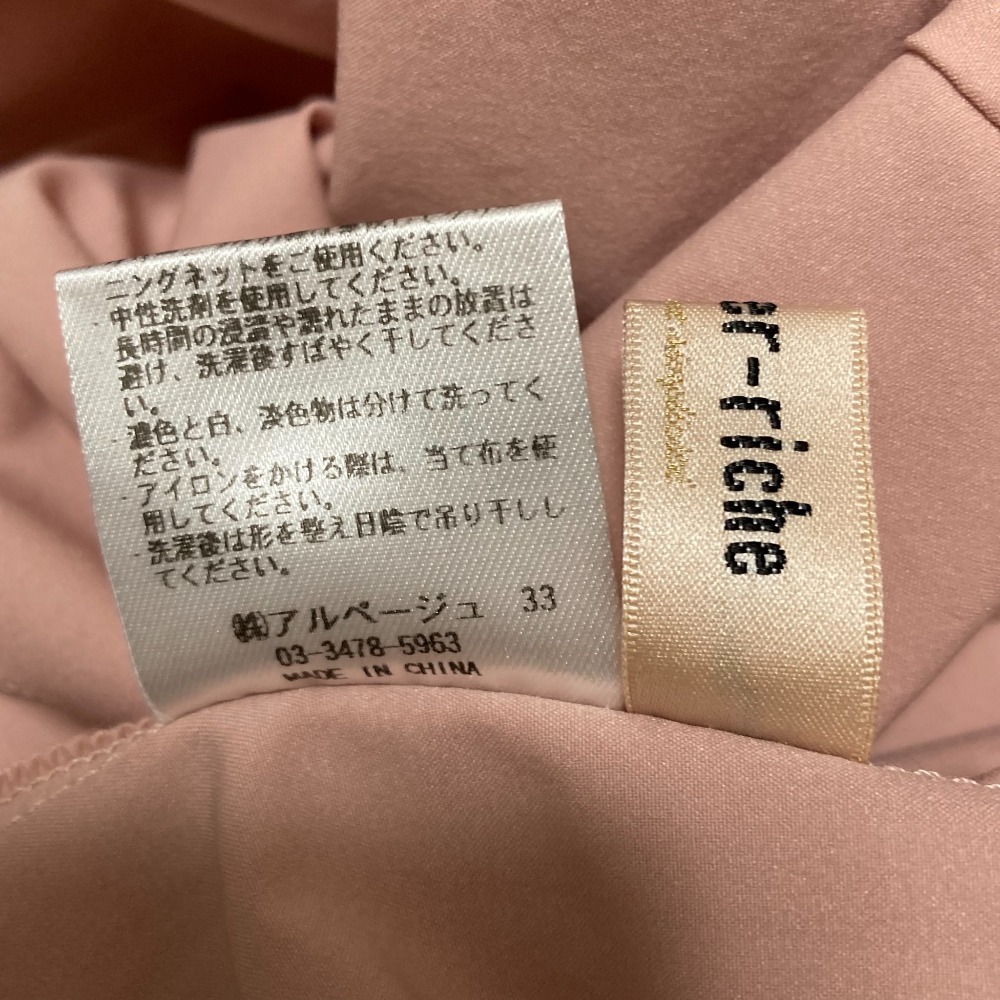 ニングネットをご使用ください。
・中性洗剤を使用してください。
・長時間の浸漬や濡れたままの放置は
避け、洗濯後すばやく干してくださ
い。
・濃色と白、淡色物は分けて洗ってく
ださい。
・アイロンをかける際は、当て布を使
用してください。
・洗濯後は形を整え日陰で吊り干しし
てください。
㈱アルページュ 33
03-3478-5963
MADE IN CHINA
er-riche